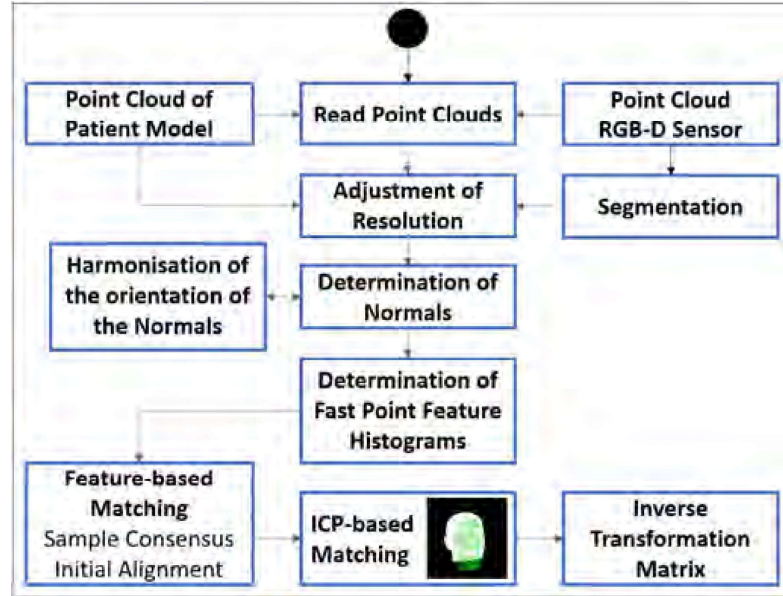 Point Cloud of
Patient Model
Read Point Clouds
Point Cloud
RGB-D Sensor
Adjustment of
Resolution
Segmentation
Harmonisation of
the orientation of
the Normals
Determination of
Normals
Determination of
Fast Point Feature
Histograms
Feature-based
Matching
Sample Consensus
Initial Alignment
ICP-based
Matching
Inverse
Transformation
Matrix